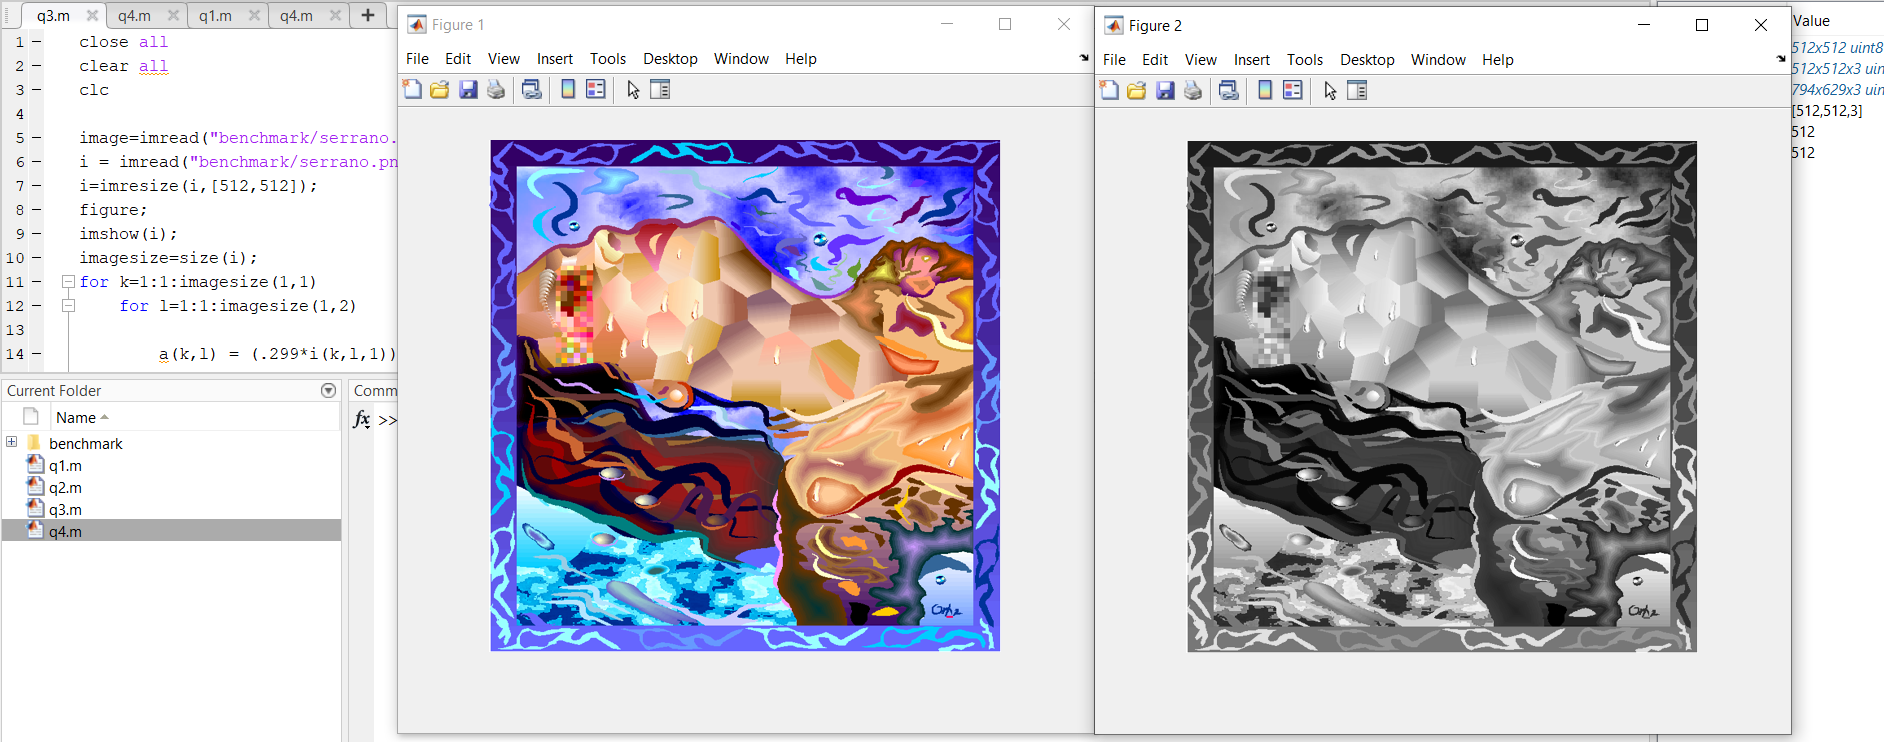 q3.m
q4.m
q1.m
q4.m
1 close all
2 clear all
3 clc
4
5 image=imread("benchmark/serrano.
6 i = imread("benchmark/serrano.pn
7 i=imresize(i,[512,512]);
8 figure;
9 imshow(i);
10 imagesize=size(i);
11 for k=1:1:imagesize(1,1)
12 for l=1:1:imagesize(1,2)
13
14 a(k,l) = (.299*i(k,l,1))
Current Folder
Name
benchmark
q1.m
q2.m
q3.m
q4.m
Comm
fx >>
Figure 1
File Edit View Insert Tools Desktop Window Help
Figure 2
File Edit View Insert Tools Desktop Window Help
Value
512x512 uint8
512x512x3 uin
794x629x3 uin
[512,512,3]
512
512